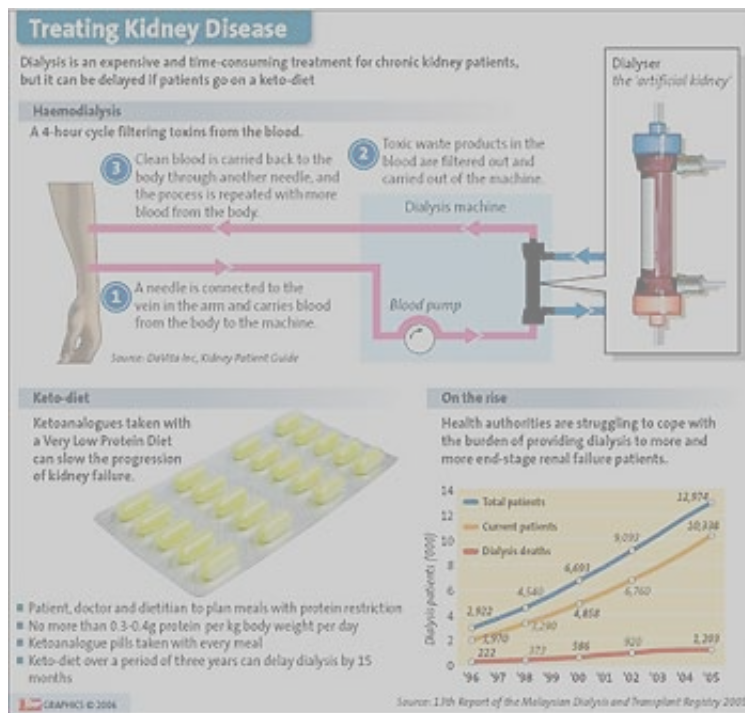 Treating Kidney Disease
Dialysis is an expensive and time-consuming treatment for chronic kidney patients,
but it can be delayed if patients go on a keto-diet
Dialyser
the 'artificial kidney'
Haemodialysis
A 4-hour cycle filtering toxins from the blood.
3
Clean blood is carried back to the
body through another needle, and
the process is repeated with more
blood from the body.
2
Toxic waste products in the
blood are filtered out and
carried out of the machine.
Dialysis machine
1
A needle is connected to the
vein in the arm and carries blood
from the body to the machine.
Blood pump
Source: DaVita Inc, Kidney Patient Guide
Keto-diet
Ketoanalogues taken with
a Very Low Protein Diet
can slow the progression
of kidney failure.
Patient, doctor and dietitian to plan meals with protein restriction
No more than 0.3-0.4g protein per kg body weight per day
Ketoanalogue pills taken with every meal
Keto-diet over a period of three years can delay dialysis by 15
months
On the rise
Health authorities are struggling to cope with
the burden of providing dialysis to more and
more end-stage renal failure patients.
Dialysis patients ('000)
14
12
10
8
6
4
2
0
Total patients
Current patients
Dialysis deaths
2,922
4,540
6,693
9,093
12,974
1,970
3,290
4,858
6,760
10,338
222
373
586
920
'96 '97 '98 '99 '00 '01 '02 '03 '04 '05
Source: 13th Report of the Malaysian Dialysis and Transplant Registry
GRAPHICS © 2006